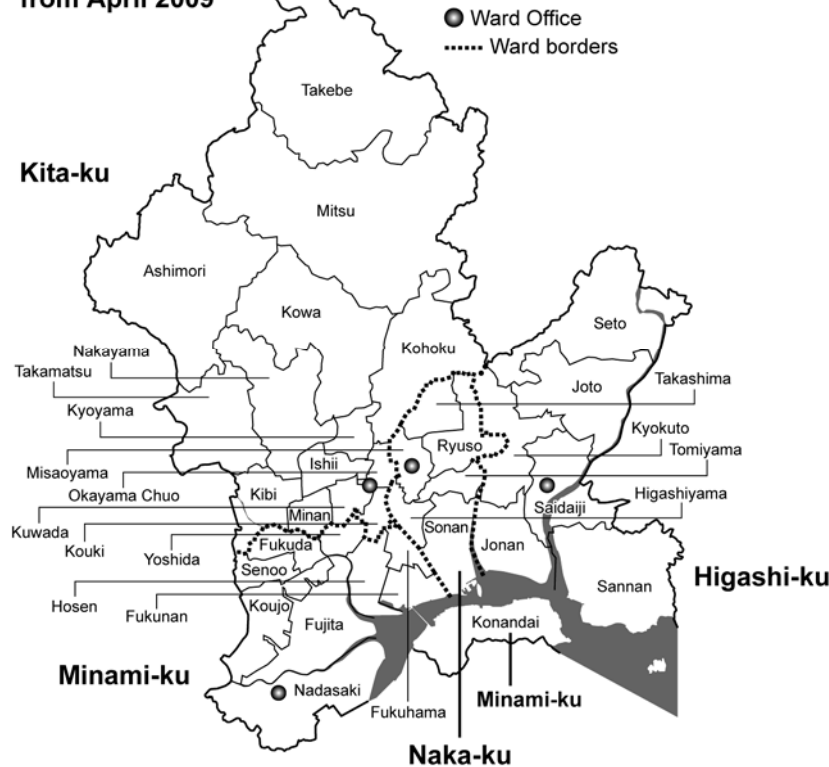 from April 2009
Ward Office
Ward borders
Takebe
Kita-ku
Mitsu
Ashimori
Kowa
Seto
Kohoku
Nakayama
Takamatsu
Takashima
Joto
Kyoyama
Kyokuto
Ryuso
Tomiyama
Misaoyama
Ishii
Okayama Chuo
Kibi
Higashiyama
Saidaiji
Minan
Kuwada
Sonan
Kouki
Fukuda
Jonan
Yoshida
Senoo
Higashi-ku
Sannan
Hosen
Koujo
Fukunan
Fujita
Konandai
Minami-ku
Nadasaki
Minami-ku
Fukuhama
Naka-ku